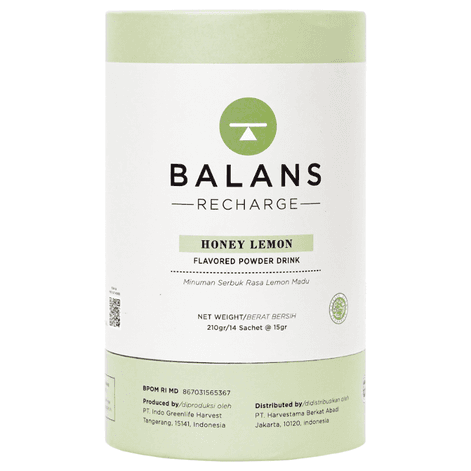 BALANS
RECHARGE
HONEY LEMON
FLAVORED POWDER DRINK
Minuman Serbuk Rasa Lemon Madu
NET WEIGHT/BERAT BERSIH
210gr/14 Sachet @ 15gr
BPOM RI MD 867031565367
Produced by/diproduksi oleh
PT. Indo Greenlife Harvest
Tangerang, 15141, Indonesia
Distributed by/didistribusikan oleh
PT. Harvestama Berkat Abadi
Jakarta, 10120, indonesia